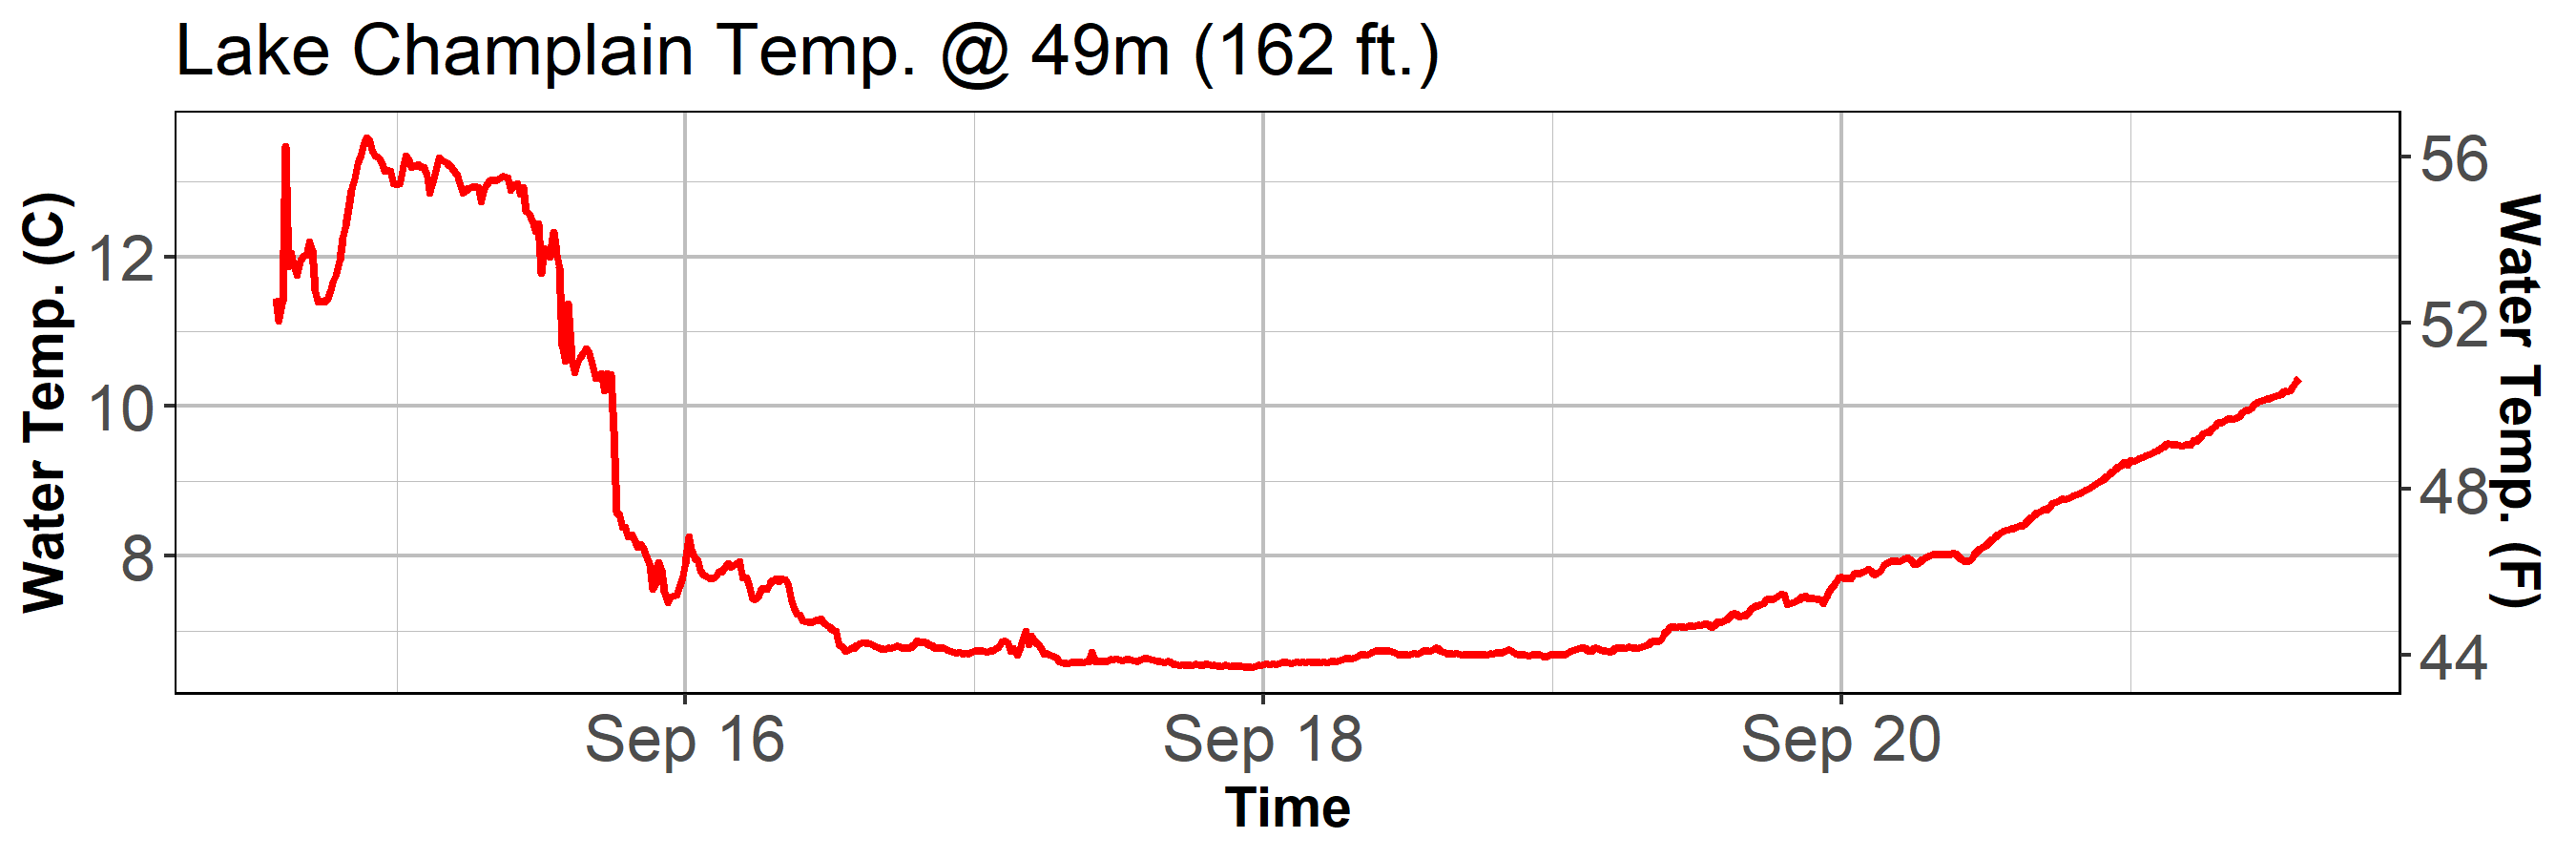 Lake Champlain Temp. @ 49m (162 ft.)
Water Temp. (C)
12
10
8
56
52
48
44
Water Temp. (F)
Sep 16
Sep 18
Sep 20
Time